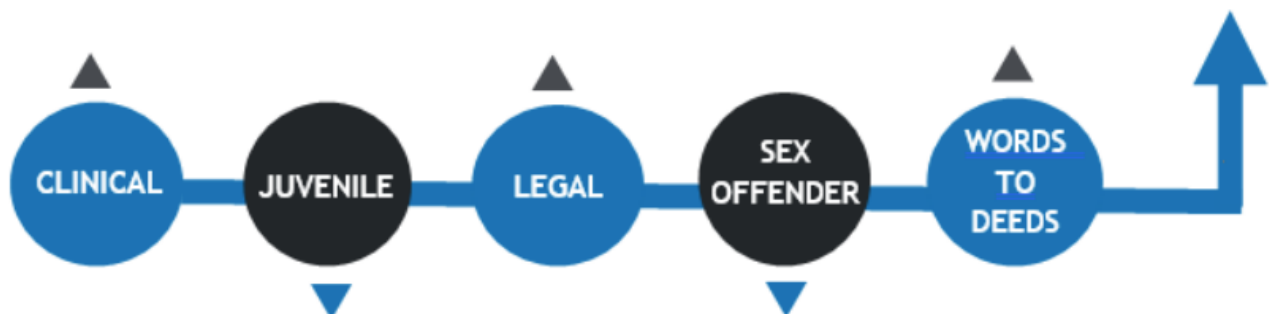 CLINICAL
JUVENILE
LEGAL
SEX
OFFENDER
WORDS
TO
DEEDS